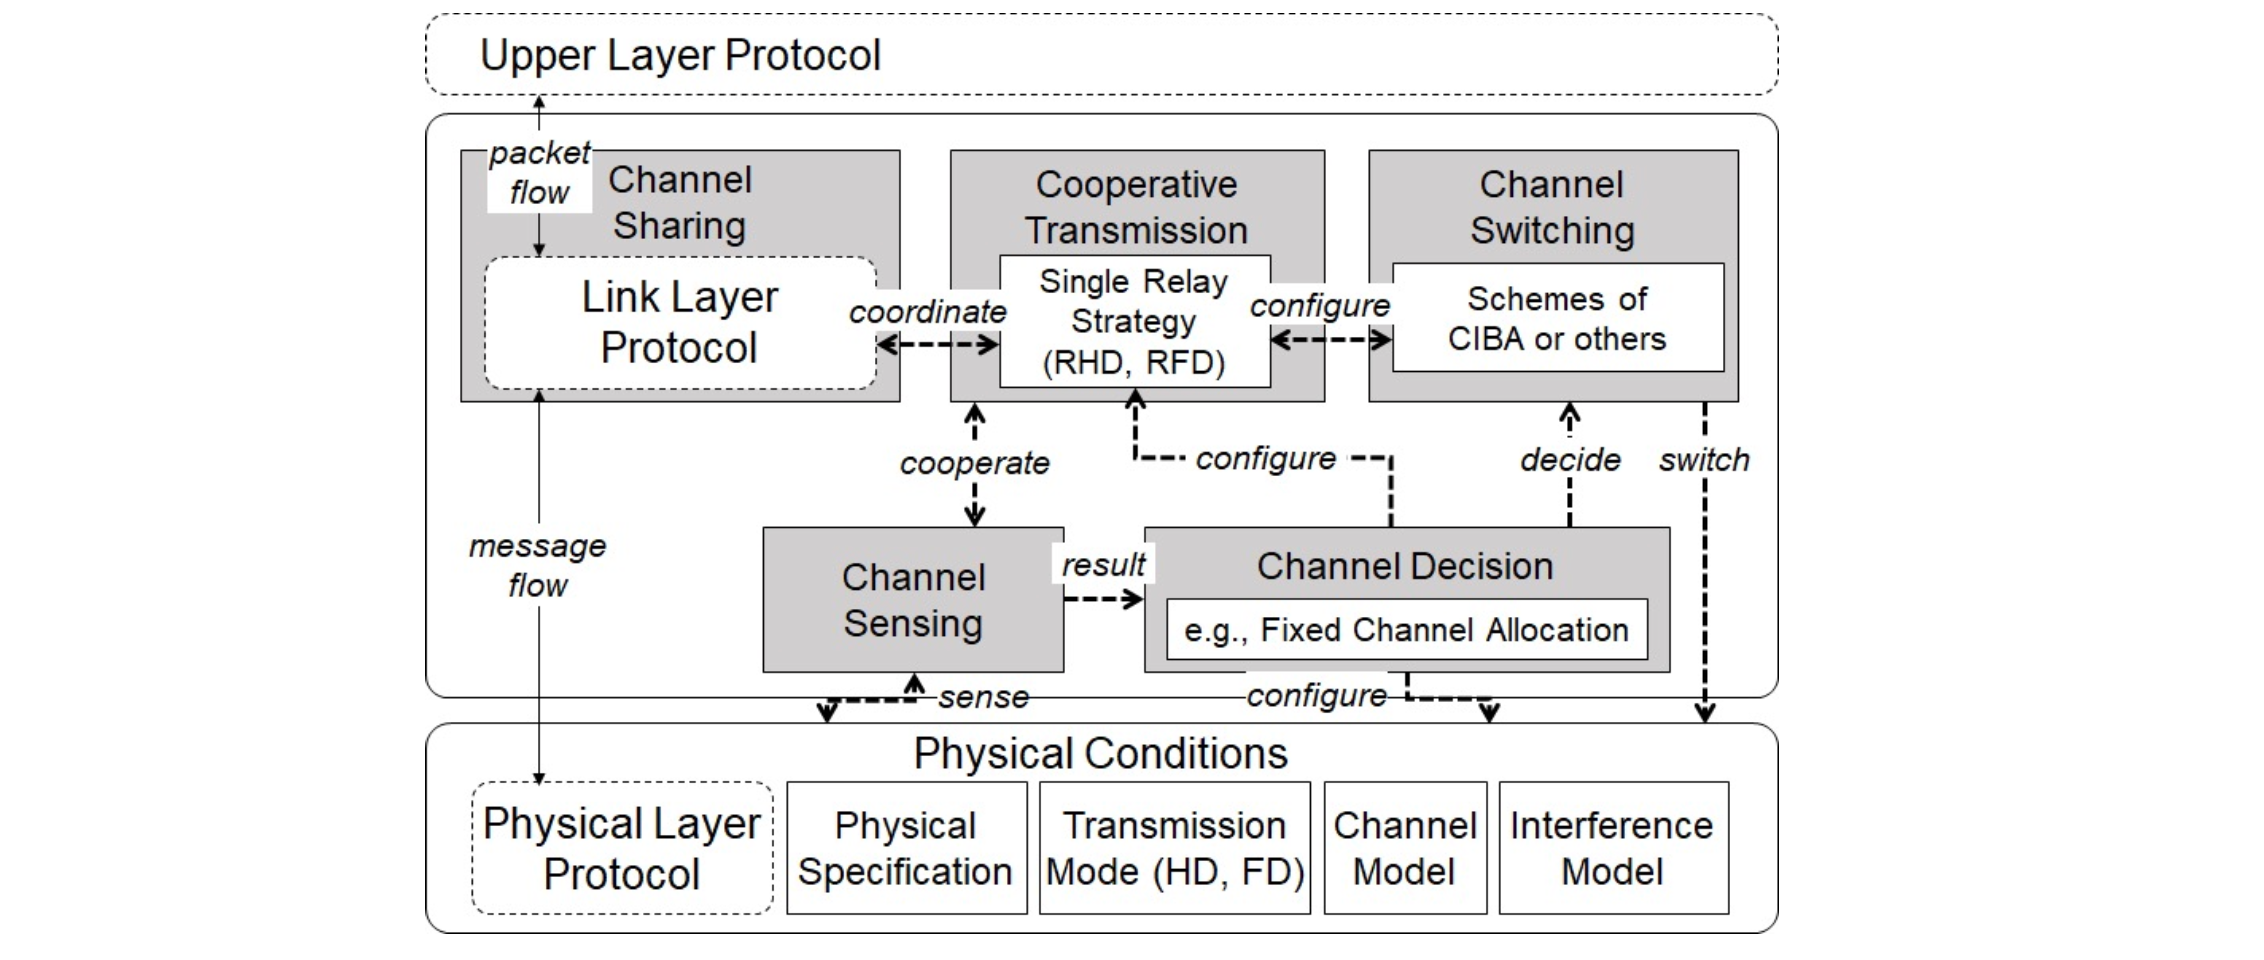 Upper Layer Protocol
packet
flow
Channel
Sharing
Link Layer
Protocol
coordinate
Cooperative
Transmission
Single Relay
Strategy
(RHD, RFD)
configure
Channel
Switching
Schemes of
CIBA or others
cooperate
configure
decide
switch
message
flow
Channel
Sensing
result
Channel Decision
e.g., Fixed Channel Allocation
sense
configure
Physical Conditions
Physical Layer
Protocol
Physical
Specification
Transmission
Mode (HD, FD)
Channel
Model
Interference
Model